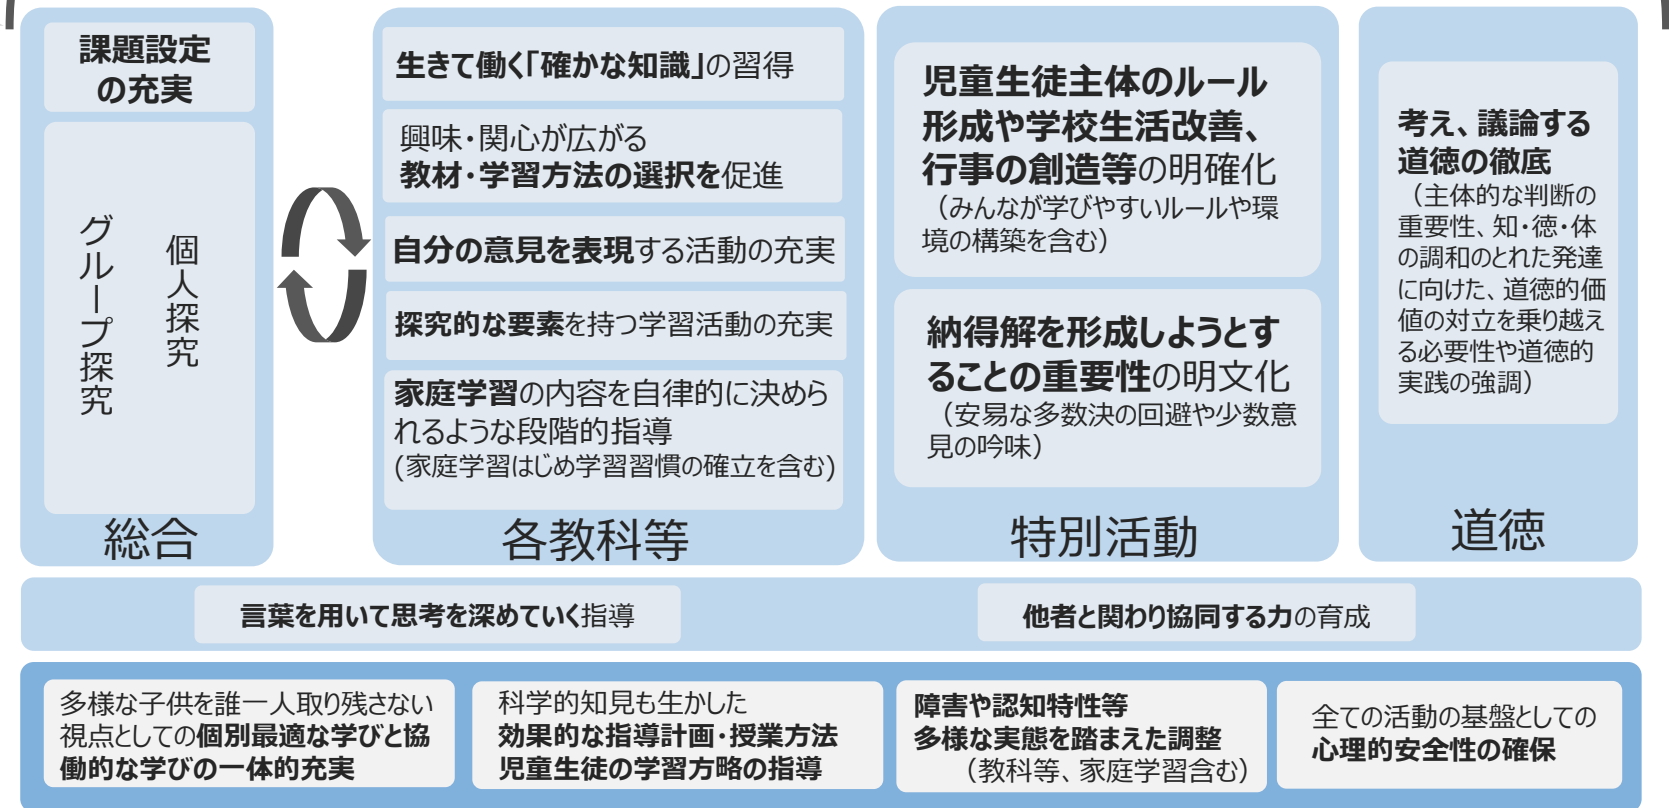 課題設定
の充実
グループ探究
個人探究
総合
生きて働く「確かな知識」の習得
興味・関心が広がる
教材・学習方法の選択を促進
自分の意見を表現する活動の充実
探究的な要素を持つ学習活動の充実
家庭学習の内容を自律的に決めら
れるような段階的指導
(家庭学習はじめ学習習慣の確立を含む)
各教科等
児童生徒主体のルール
形成や学校生活改善、
行事の創造等の明確化
（みんなが学びやすいルールや環
境の構築を含む）
納得解を形成しようとす
ることの重要性の明文化
（安易な多数決の回避や少数意
見の吟味）
特別活動
考え、議論する
道徳の徹底
（主体的な判断の
重要性、知・徳・体
の調和のとれた発達
に向けた、道徳的価
値の対立を乗り越え
る必要性や道徳的
実践の強調）
道徳
言葉を用いて思考を深めていく指導
他者と関わり協同する力の育成
多様な子供を誰一人取り残さない
視点としての個別最適な学びと協
働的な学びの一体的充実
科学的知見も生かした
効果的な指導計画・授業方法
児童生徒の学習方略の指導
障害や認知特性等
多様な実態を踏まえた調整
（教科等、家庭学習含む）
全ての活動の基盤としての
心理的安全性の確保